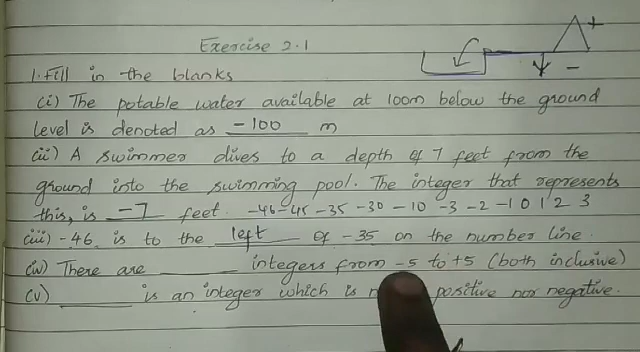 Exercise 2.1
+
-
1. Fill in the blanks
(i) The potable water available at 100m below the ground
level is denoted as -100 m
(ii) A swimmer dives to a depth of 7 feet from the
ground into the swimming pool. The integer that represents
this, is -7 feet. -46 -45 -35 -30 -10 -3 -2 -1 0 1 2 3
(iii) -46 is to the left of -35 on the number line.
(iv) There are ______ integers from -5 to +5 (both inclusive)
(v) ______ is an integer which is positive nor negative.